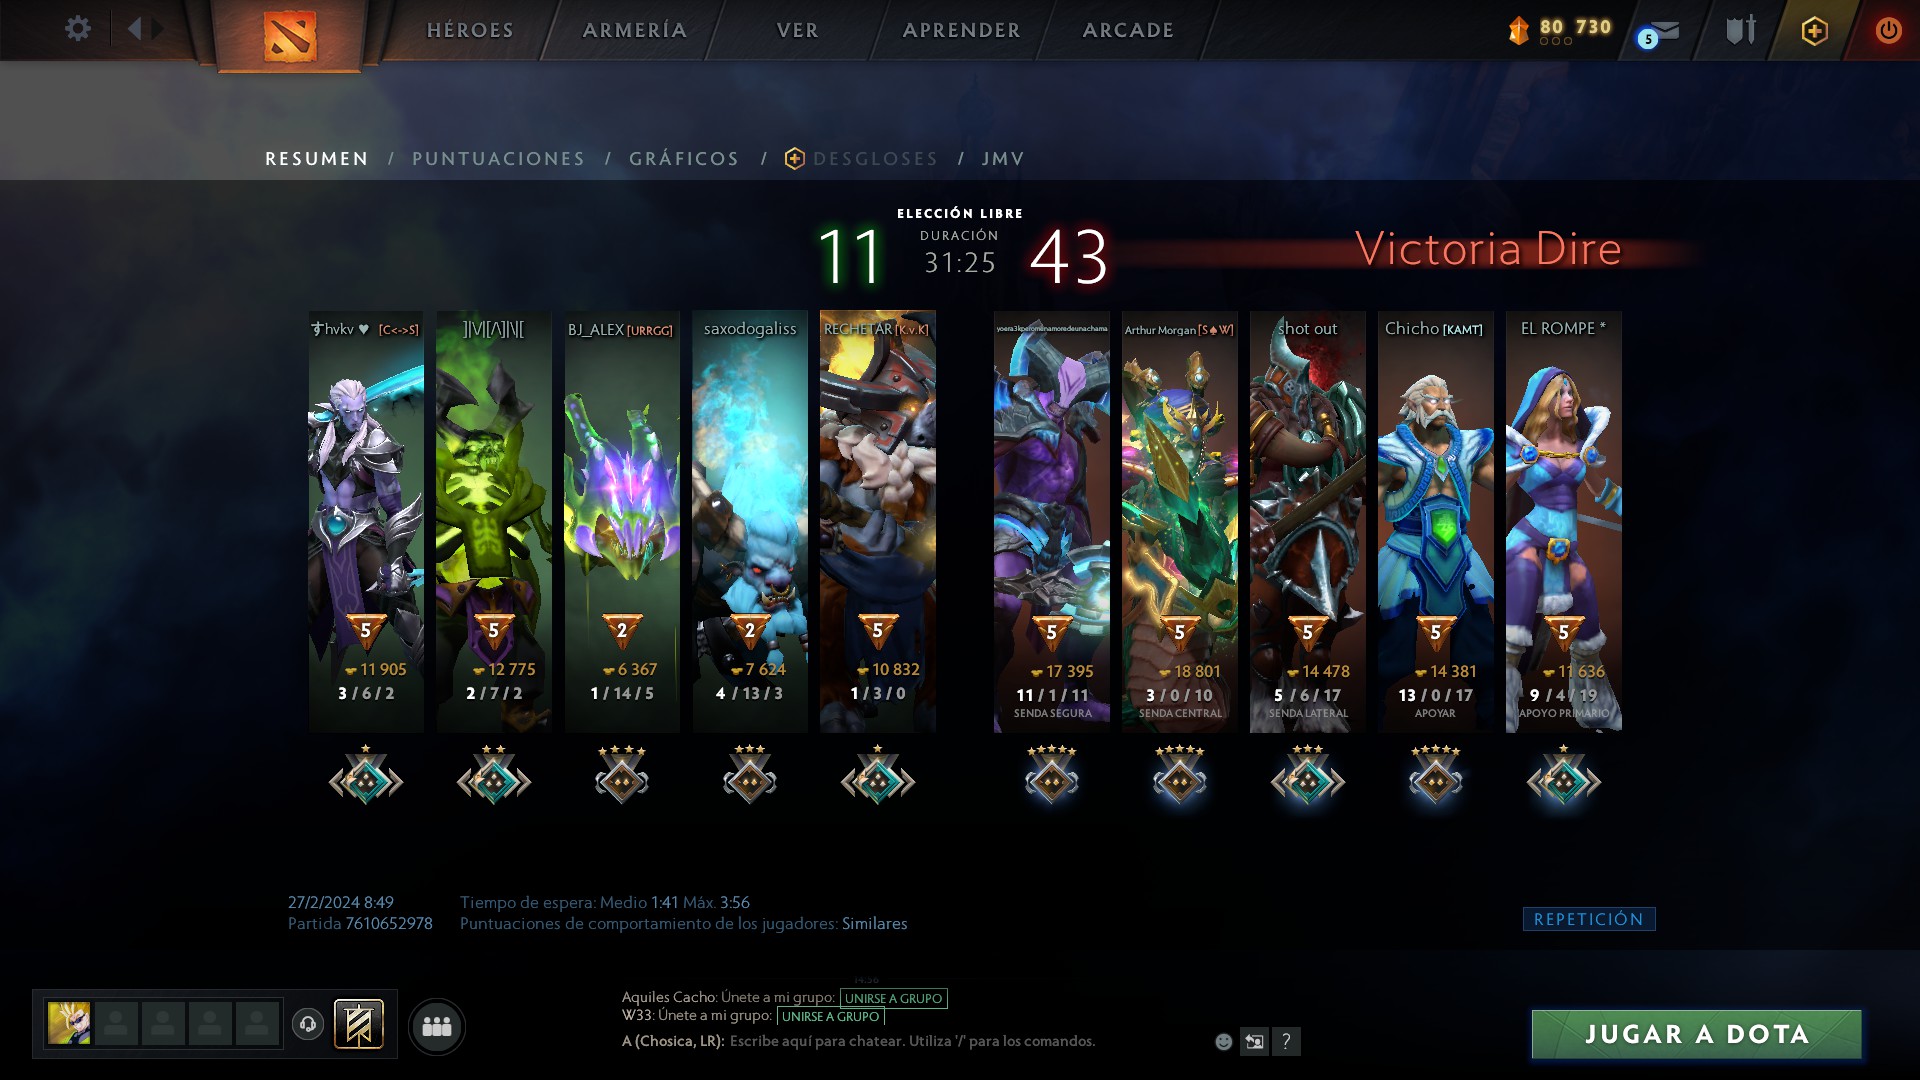 HÉROES
ARMERÍA
VER
APRENDER
ARCADE
80 730
5
RESUMEN / PUNTUACIONES / GRÁFICOS / DESGLOSES / JMV
ELECCIÓN LIBRE
11
DURACIÓN
31:25
43
Victoria Dire
すhvkv ♥ [C<->S]
5
11 905
3 / 6 / 2
]|V|[/\]|\|[
5
12 775
2 / 7 / 2
BJ_ALEX [URRGG]
2
6 367
1 / 14 / 5
saxodogaliss
2
7 624
4 / 13 / 3
RECHETAR [K.v.K]
5
10 832
1 / 3 / 0
5
17 395
11 / 1 / 11
SENDA SEGURA
Arthur Morgan [S♠W]
5
18 801
3 / 0 / 10
SENDA CENTRAL
shot out
5
14 478
5 / 6 / 17
SENDA LATERAL
Chicho [KAMT]
5
14 381
13 / 0 / 17
APOYAR
EL ROMPE *
5
11 636
9 / 4 / 19
APOYO PRIMARIO
27/2/2024 8:49
Partida 7610652978
Tiempo de espera: Medio 1:41 Máx. 3:56
Puntuaciones de comportamiento de los jugadores: Similares
REPETICIÓN
14:56
Aquiles Cacho: Únete a mi grupo: UNIRSE A GRUPO
W33: Únete a mi grupo: UNIRSE A GRUPO
A (Chosica, LR): Escribe aquí para chatear. Utiliza '/' para los comandos.
?
JUGAR A DOTA